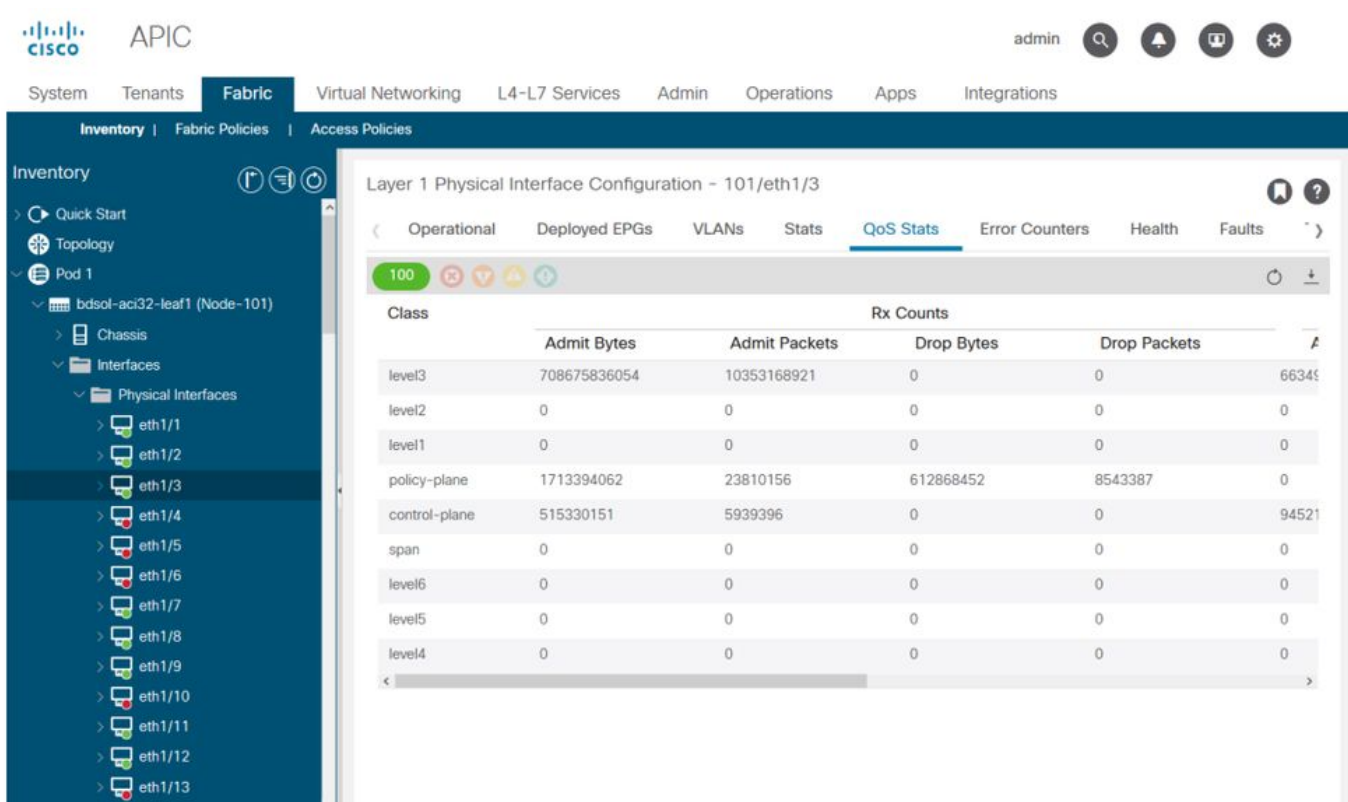 CISCO APIC admin
System Tenants Fabric Virtual Networking L4-L7 Services Admin Operations Apps Integrations
Inventory | Fabric Policies | Access Policies
Inventory
Quick Start
Topology
Pod 1
bdsol-aci32-leaf1 (Node-101)
Chassis
Interfaces
Physical Interfaces
eth1/1
eth1/2
eth1/3
eth1/4
eth1/5
eth1/6
eth1/7
eth1/8
eth1/9
eth1/10
eth1/11
eth1/12
eth1/13
Layer 1 Physical Interface Configuration - 101/eth1/3
Operational Deployed EPGs VLANs Stats QoS Stats Error Counters Health Faults
100
Class Rx Counts
Admit Bytes Admit Packets Drop Bytes Drop Packets
level3 708675836054 10353168921 0 0 66349
level2 0 0 0 0 0
level1 0 0 0 0 0
policy-plane 1713394062 23810156 612868452 8543387 0
control-plane 515330151 5939396 0 0 94521
span 0 0 0 0 0
level6 0 0 0 0 0
level5 0 0 0 0 0
level4 0 0 0 0 0